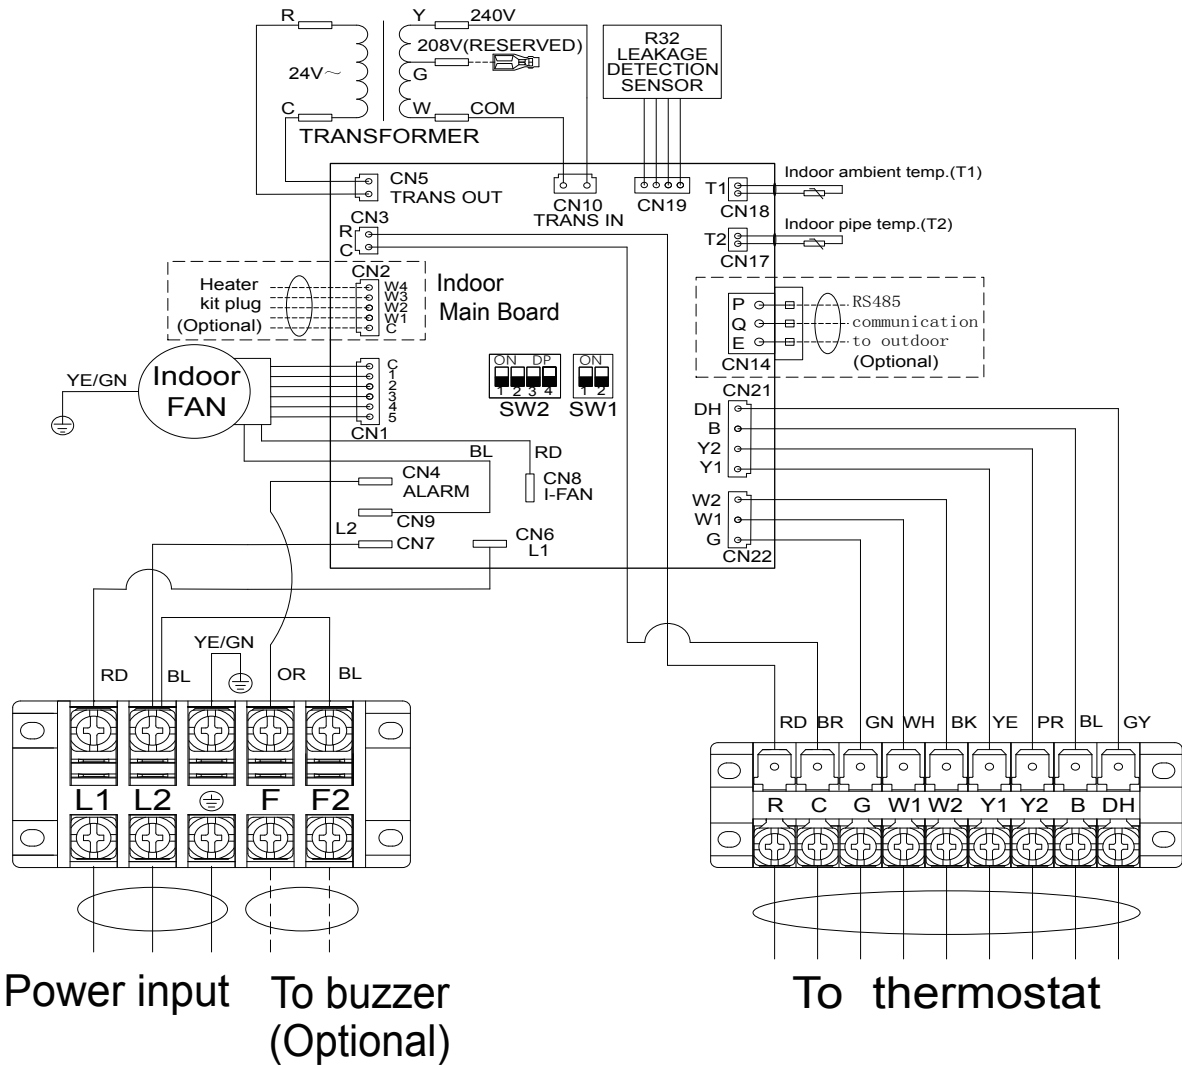 R
Y
240V
208V(RESERVED)
24V～
G
C
W
COM
TRANSFORMER
R32
LEAKAGE
DETECTION
SENSOR
CN5
TRANS OUT
CN10
TRANS IN
CN19
T1
CN18
Indoor ambient temp.(T1)
CN3
R
C
T2
CN17
Indoor pipe temp.(T2)
Heater
kit plug
(Optional)
CN2
W4
W3
W2
W1
C
Indoor
Main Board
P
Q
E
CN14
RS485
communication
to outdoor
(Optional)
YE/GN
Indoor
FAN
C
1
2
3
4
5
CN1
ON DP
1 2 3 4
SW2
ON
1 2
SW1
CN21
DH
B
Y2
Y1
BL
RD
CN4
ALARM
CN8
I-FAN
L2
CN9
CN7
CN6
L1
W2
W1
G
CN22
YE/GN
RD
BL
OR
BL
L1 L2 F F2
RD BR GN WH BK YE PR BL GY
R C G W1 W2 Y1 Y2 B DH
Power input
To buzzer
(Optional)
To thermostat